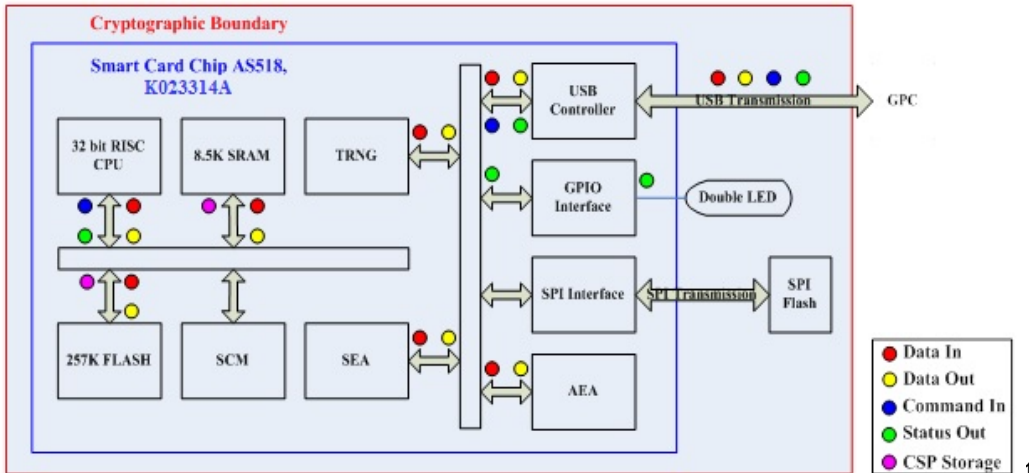 Cryptographic Boundary
Smart Card Chip AS518,
K023314A
32 bit RISC
CPU
8.5K SRAM
TRNG
USB
Controller
USB Transmission
GPC
GPIO
Interface
Double LED
SPI Interface
SPI Transmission
SPI
Flash
257K FLASH
SCM
SEA
AEA
Data In
Data Out
Command In
Status Out
CSP Storage